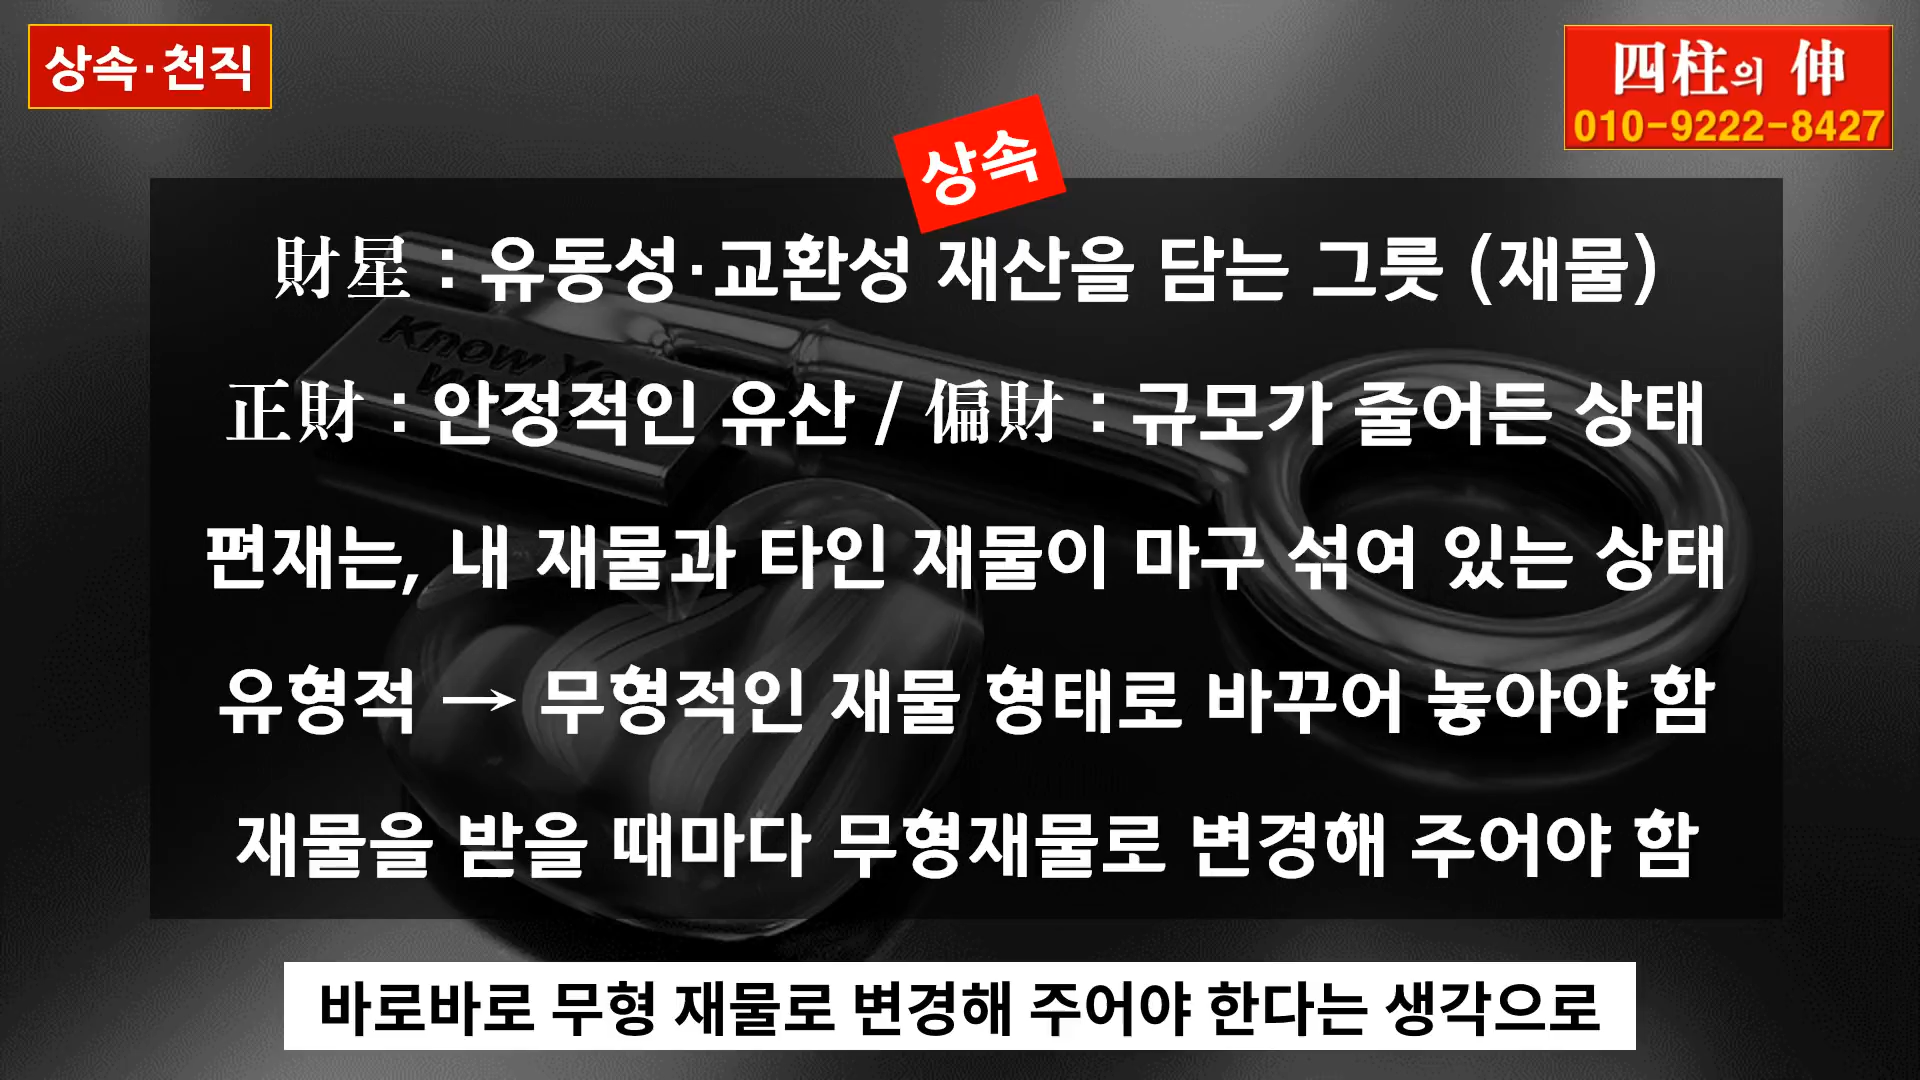 상속·천직
四柱의 伸
010-9222-8427
상속
財星 : 유동성·교환성 재산을 담는 그릇 (재물)
Know You
正財 : 안정적인 유산 / 偏財 : 규모가 줄어든 상태
편재는, 내 재물과 타인 재물이 마구 섞여 있는 상태
유형적 → 무형적인 재물 형태로 바꾸어 놓아야 함
재물을 받을 때마다 무형재물로 변경해 주어야 함
바로바로 무형 재물로 변경해 주어야 한다는 생각으로